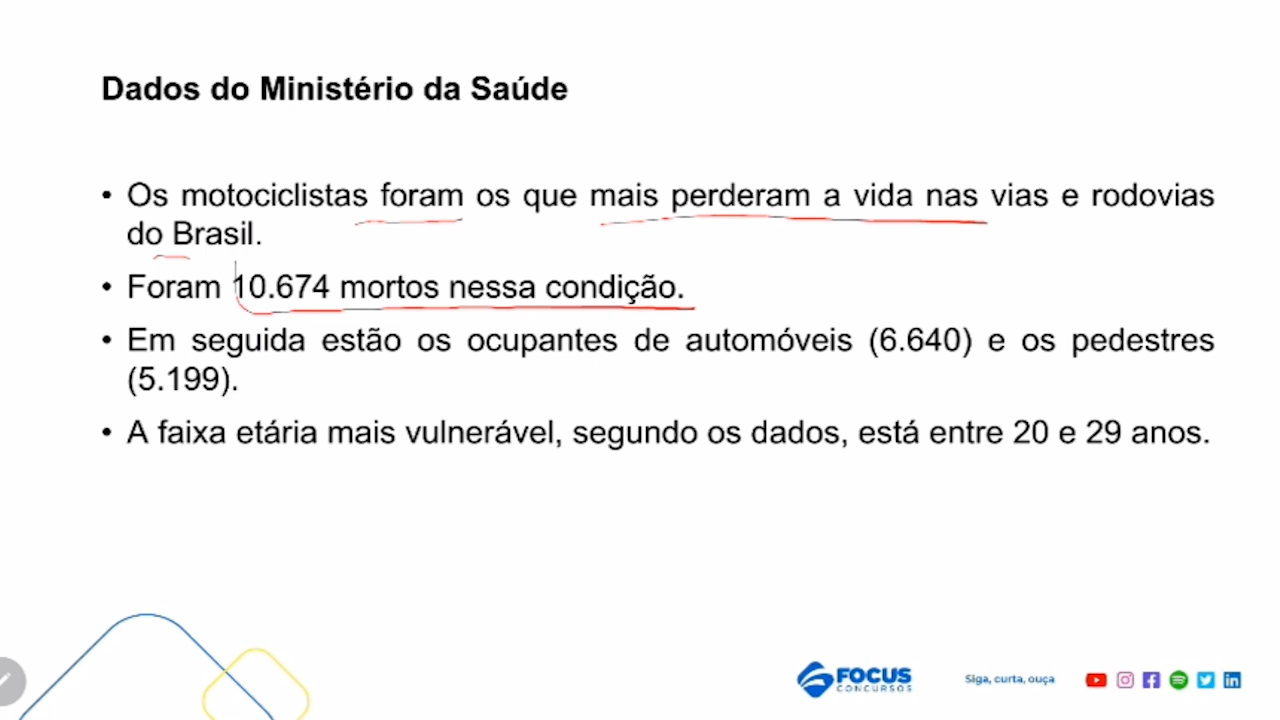 Dados do Ministério da Saúde
• Os motociclistas foram os que mais perderam a vida nas vias e rodovias
do Brasil.
• Foram 10.674 mortos nessa condição.
• Em seguida estão os ocupantes de automóveis (6.640) e os pedestres
(5.199).
• A faixa etária mais vulnerável, segundo os dados, está entre 20 e 29 anos.
FOCUS
CONCURSOS
Siga, curta, ouça